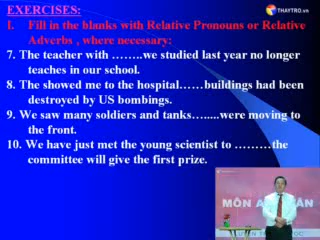 THAYTRO.vn
EXERCISES:
I. Fill in the blanks with Relative Pronouns or Relative
Adverbs , where necessary:
7. The teacher with ……..we studied last year no longer
teaches in our school.
8. The showed me to the hospital……buildings had been
destroyed by US bombings.
9. We saw many soldiers and tanks….....were moving to
the front.
10. We have just met the young scientist to ………the
committee will give the first prize.
MÔN